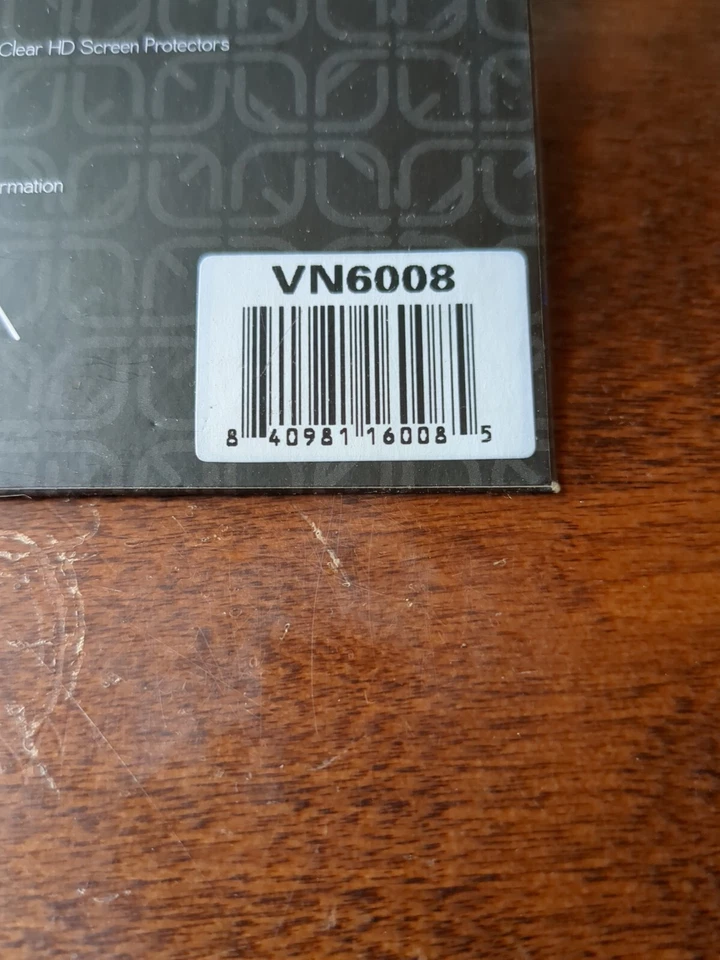 Clear HD Screen Protectors
rmation
VN6008
8 40981 16008 5